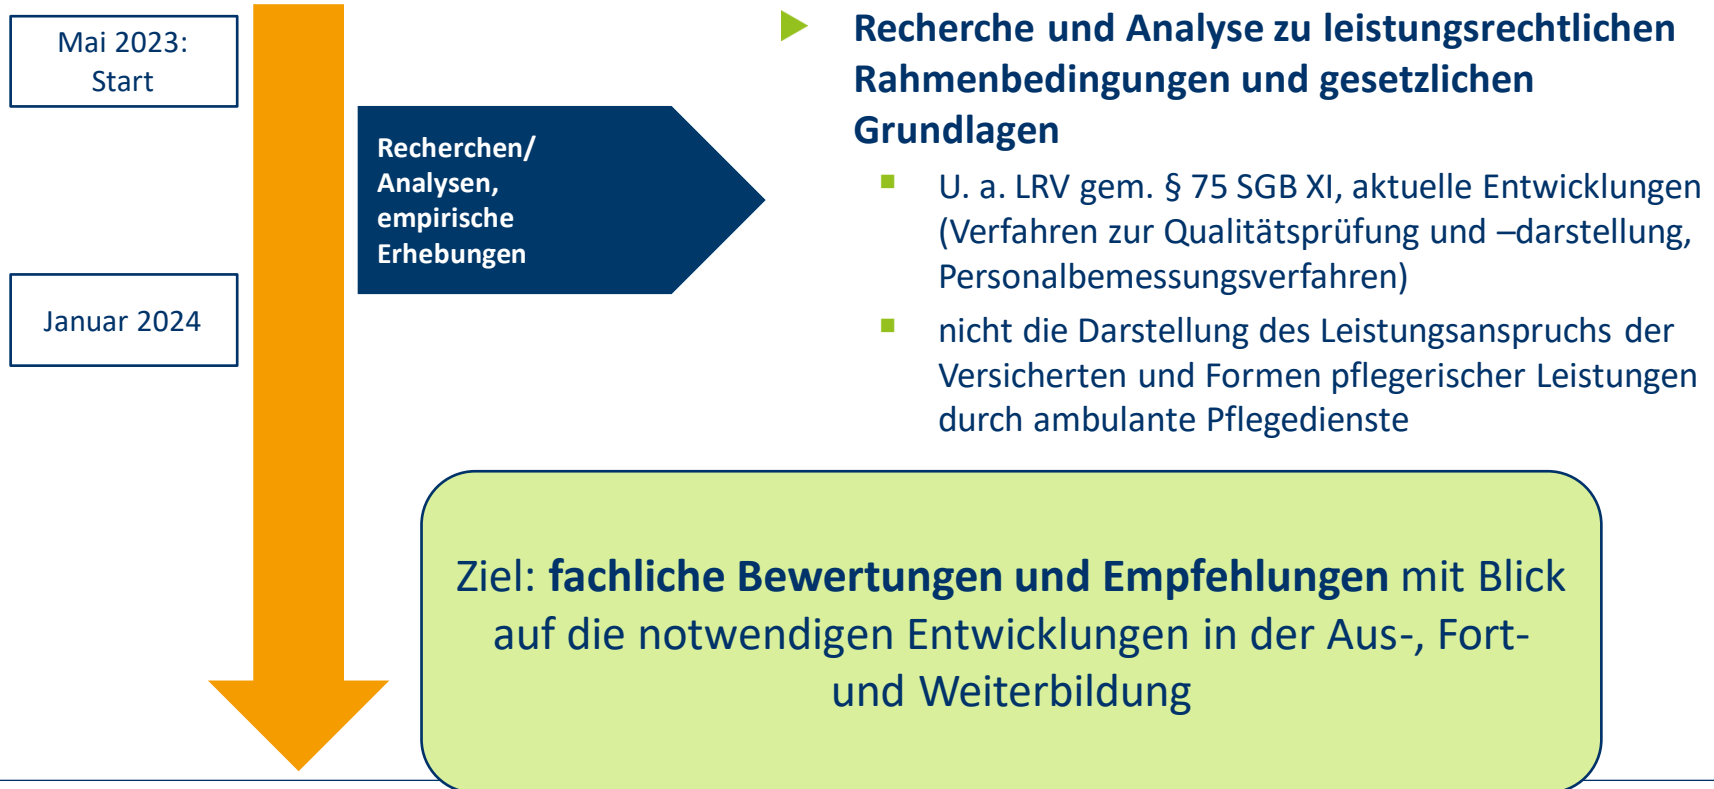 Mai 2023:
Start
Recherchen/
Analysen,
empirische
Erhebungen
Januar 2024
Recherche und Analyse zu leistungsrechtlichen
Rahmenbedingungen und gesetzlichen
Grundlagen
U. a. LRV gem. § 75 SGB XI, aktuelle Entwicklungen
(Verfahren zur Qualitätsprüfung und –darstellung,
Personalbemessungsverfahren)
nicht die Darstellung des Leistungsanspruchs der
Versicherten und Formen pflegerischer Leistungen
durch ambulante Pflegedienste
Ziel: fachliche Bewertungen und Empfehlungen mit Blick
auf die notwendigen Entwicklungen in der Aus-, Fort-
und Weiterbildung